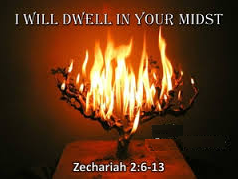 I WILL DWELL IN YOUR MIDST
Zechariah 2:6-13